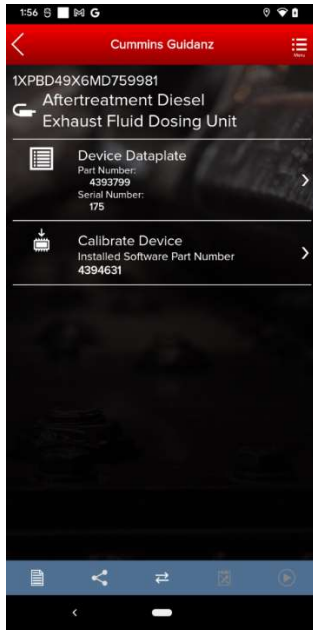 1:56 G
Cummins Guidanz
Menu
1XPBD49X6MD759981
Aftertreatment Diesel
Exhaust Fluid Dosing Unit
Device Dataplate
Part Number:
4393799
Serial Number:
175
Calibrate Device
Installed Software Part Number
4394631